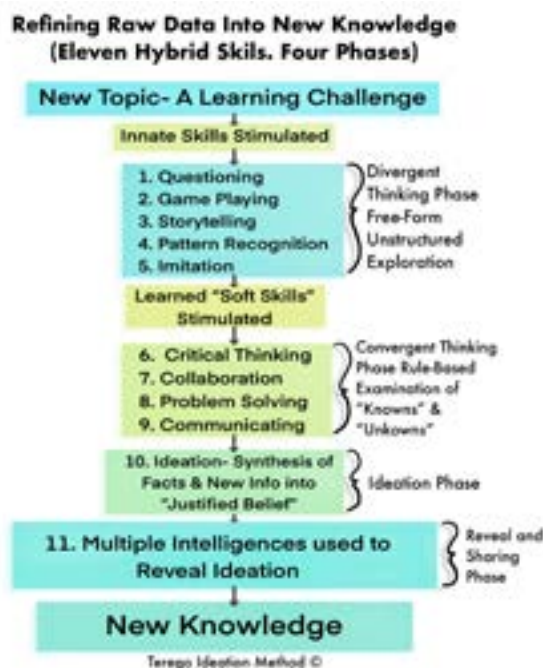 Refining Raw Data Into New Knowledge
(Eleven Hybrid Skils. Four Phases)
New Topic- A Learning Challenge
Innate Skills Stimulated
1. Questioning
2. Game Playing
3. Storytelling
4. Pattern Recognition
5. Imitation
Divergent
Thinking Phase
Free-Form
Unstructured
Exploration
Learned "Soft Skills"
Stimulated
6. Critical Thinking
7. Collaboration
8. Problem Solving
9. Communicating
Convergent Thinking
Phase Rule-Based
Examination of
"Knowns" &
"Unkowns"
10. Ideation- Synthesis of
Facts & New Info into
"Justified Belief"
Ideation Phase
11. Multiple Intelligences used to
Reveal Ideation
Reveal and
Sharing
Phase
New Knowledge
Terego Ideation Method ©